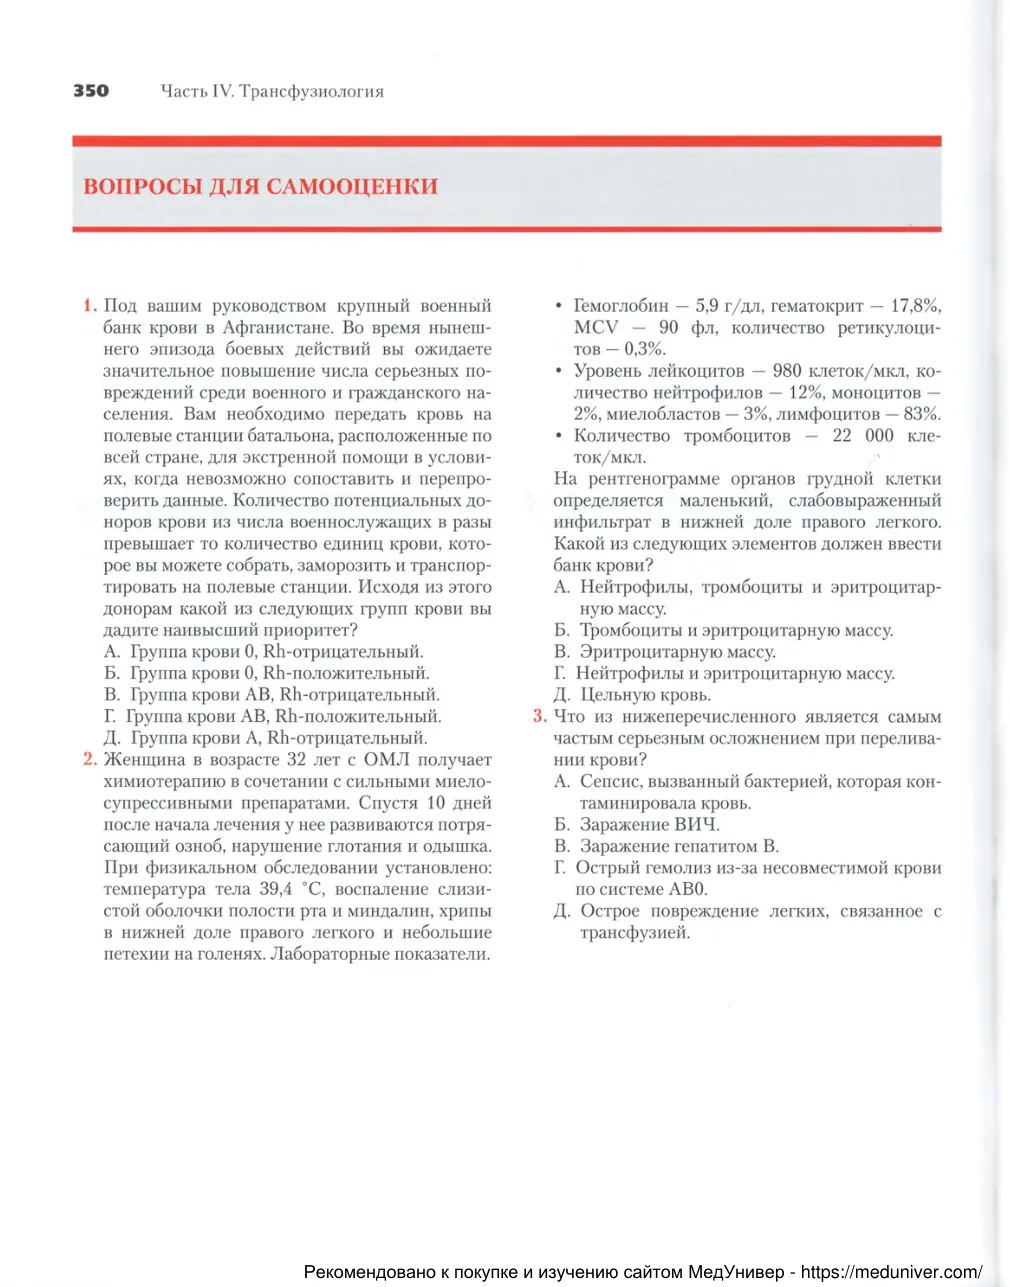 350 Часть IV. Трансфузиология
ВОПРОСЫ ДЛЯ САМООЦЕНКИ
1. Под вашим руководством крупный военный
банк крови в Афганистане. Во время нынеш-
него эпизода боевых действий вы ожидаете
значительное повышение числа серьезных по-
вреждений среди военного и гражданского на-
селения. Вам необходимо передать кровь на
полевые станции батальона, расположенные по
всей стране, для экстренной помощи в услови-
ях, когда невозможно сопоставить и перепро-
верить данные. Количество потенциальных до-
норов крови из числа военнослужащих в разы
превышает то количество единиц крови, кото-
рое вы можете собрать, заморозить и транспор-
тировать на полевые станции. Исходя из этого
донорам какой из следующих групп крови вы
дадите наивысший приоритет?
А. Группа крови 0, Rh-отрицательный.
Б. Группа крови 0, Rh-положительный.
В. Группа крови АВ, Rh-отрицательный.
Г. Группа крови АВ, Rh-положительный.
Д. Группа крови А, Rh-отрицательный.
2. Женщина в возрасте 32 лет с ОМЛ получает
химиотерапию в сочетании с сильными миело-
супрессивными препаратами. Спустя 10 дней
после начала лечения у нее развиваются потря-
сающий озноб, нарушение глотания и одышка.
При физикальном обследовании установлено:
температура тела 39,4 °С, воспаление слизи-
стой оболочки полости рта и миндалин, хрипы
в нижней доле правого легкого и небольшие
петехии на голенях. Лабораторные показатели.
• Гемоглобин — 5,9 г/дл, гематокрит — 17,8%,
MCV — 90 фл, количество ретикулоци-
тов — 0,3%.
• Уровень лейкоцитов — 980 клеток/мкл, ко-
личество нейтрофилов — 12%, моноцитов —
2%, миелобластов — 3%, лимфоцитов — 83%.
• Количество тромбоцитов — 22 000 кле-
ток/мкл.
На рентгенограмме органов грудной клетки
определяется маленький, слабовыраженный
инфильтрат в нижней доле правого легкого.
Какой из следующих элементов должен ввести
банк крови?
А. Нейтрофилы, тромбоциты и эритроцитар-
ную массу.
Б. Тромбоциты и эритроцитарную массу.
В. Эритроцитарную массу.
Г. Нейтрофилы и эритроцитарную массу.
Д. Цельную кровь.
3. Что из нижеперечисленного является самым
частым серьезным осложнением при перелива-
нии крови?
А. Сепсис, вызванный бактерией, которая кон-
таминировала кровь.
Б. Заражение ВИЧ.
В. Заражение гепатитом В.
Г. Острый гемолиз из-за несовместимой крови
по системе АВ0.
Д. Острое повреждение легких, связанное с
трансфузией.
Рекомендовано к покупке и изучению сайтом МедУнивер - https://meduniver.com/